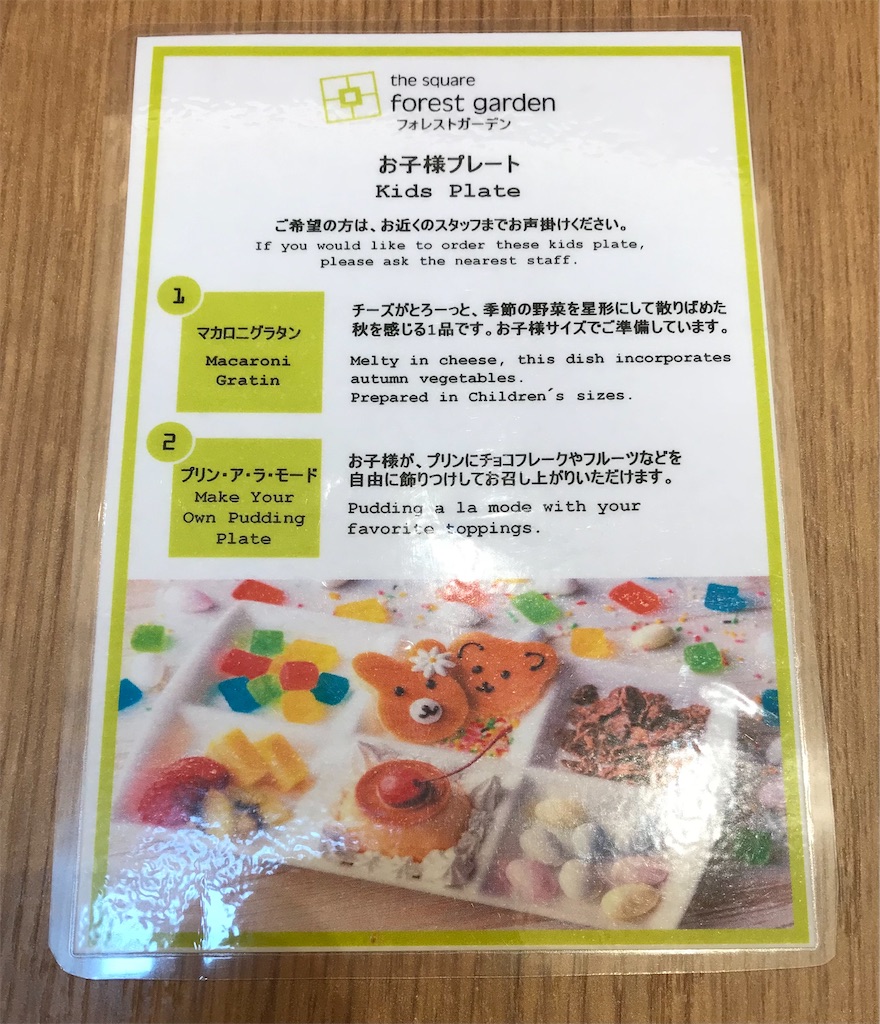 the square
forest garden
フォレストガーデン
お子様プレート
Kids Plate
ご希望の方は、お近くのスタッフまでお声掛けください。
If you would like to order these kids plate,
please ask the nearest staff.
1
マカロニグラタン
Macaroni
Gratin
チーズがとろーっと、季節の野菜を星形にして散りばめた
秋を感じる1品です。お子様サイズでご準備しています。
Melty in cheese, this dish incorporates
autumn vegetables.
Prepared in Children´s sizes.
2
プリン・ア・ラ・モード
Make Your
Own Pudding
Plate
お子様が、プリンにチョコフレークやフルーツなどを
自由に飾りつけしてお召し上がりいただけます。
Pudding a la mode with your
favorite toppings.